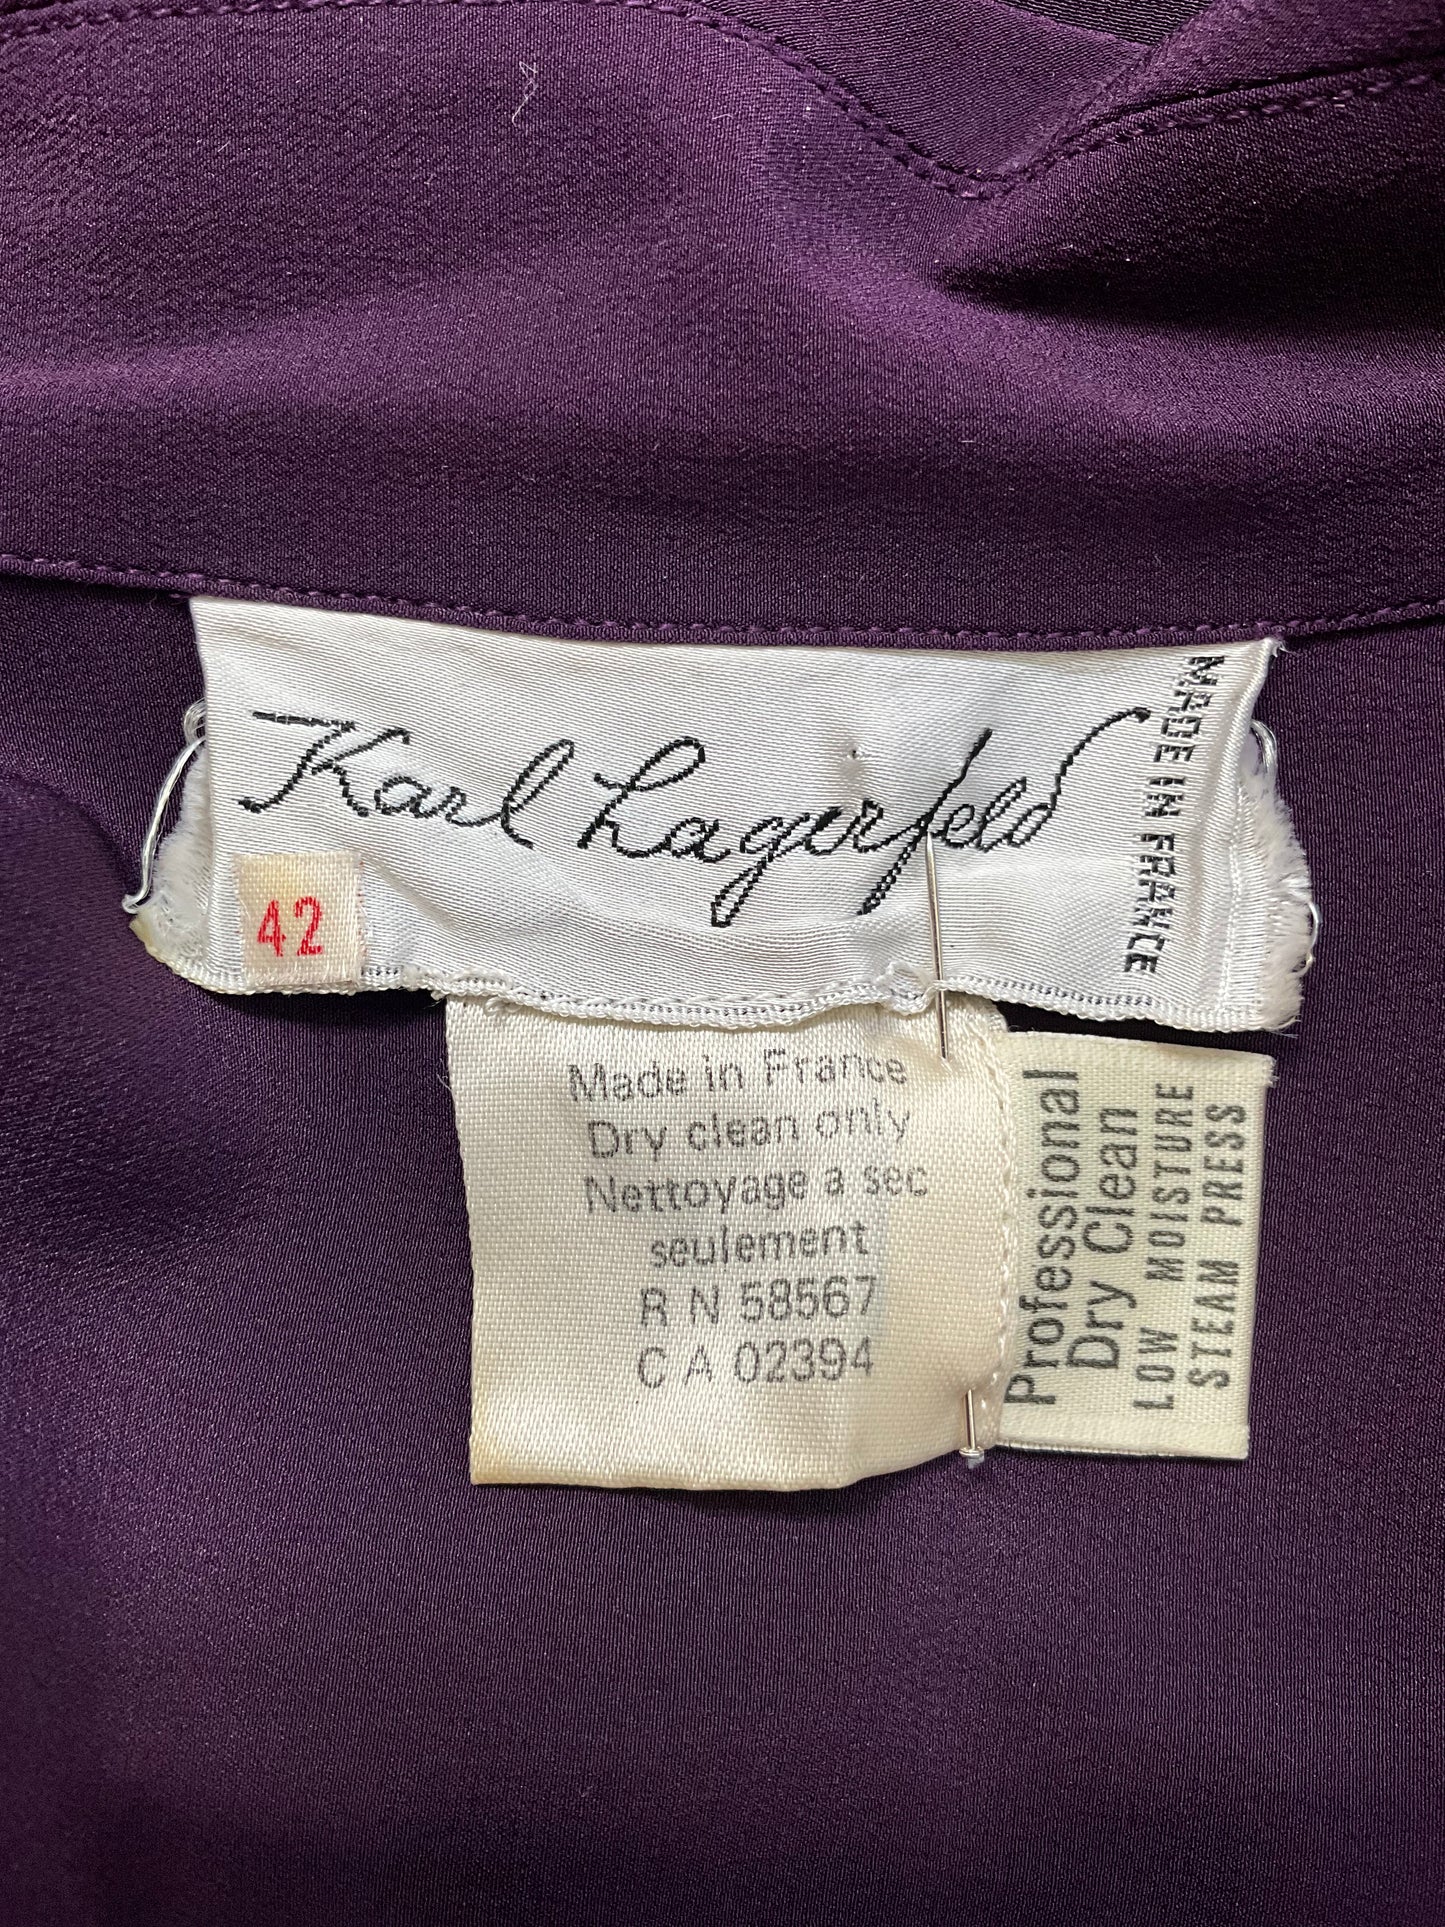 Karl Lagerfeld
MADE IN FRANCE
42
Made in France
Dry clean only
Nettoyage a sec
seulement
R N 58567
C A 02394
Professional
Dry Clean
LOW MOISTURE
STEAM PRESS